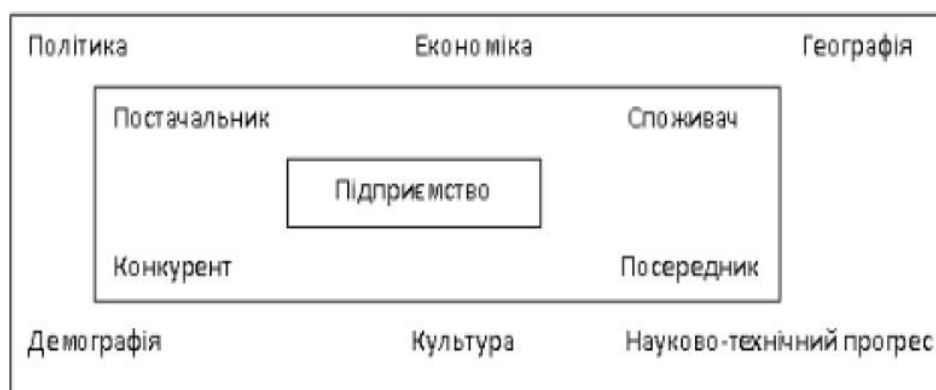 Політика Економіка Географія
Постачальник Споживач
Підприємство
Конкурент Посередник
Демографія Культура Науково-технічний прогрес